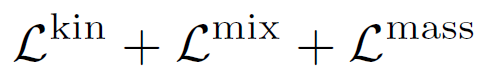 ℒ^kin + ℒ^mix + ℒ^mass